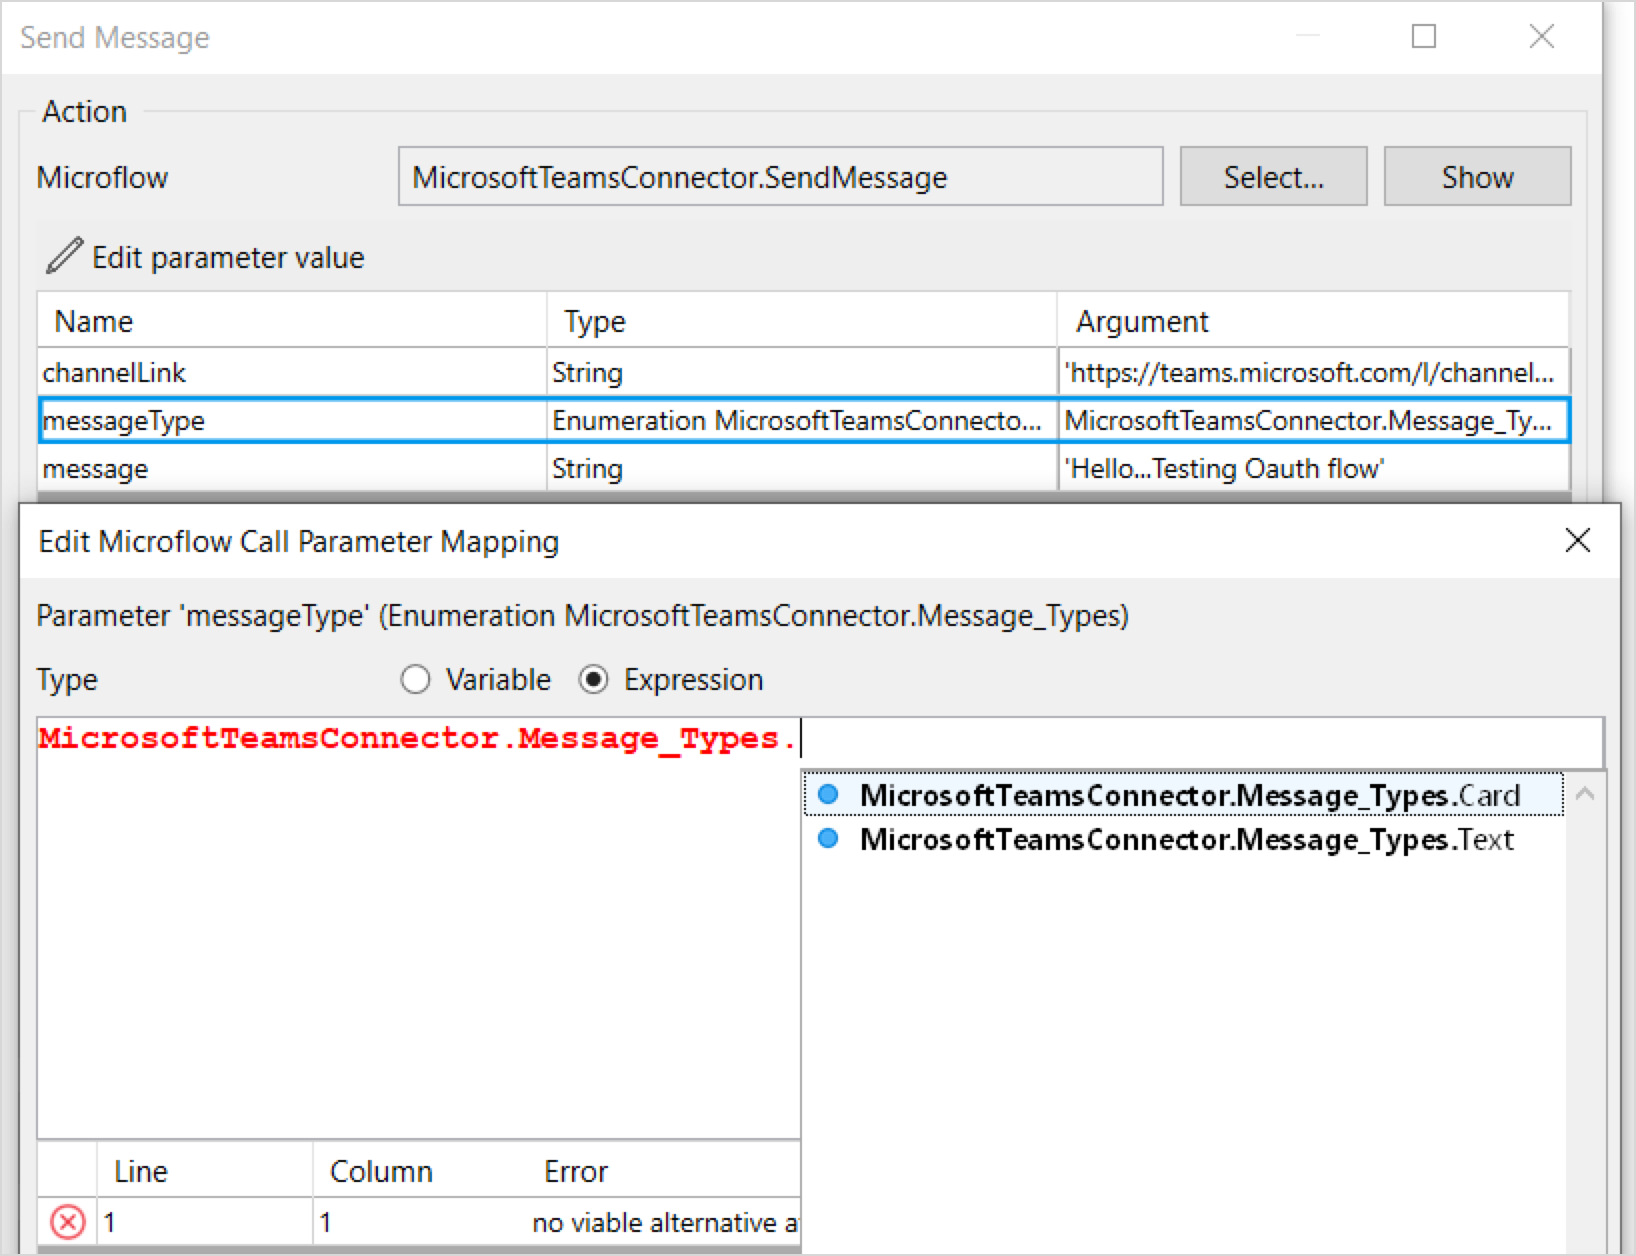 Send Message
Action
Microflow MicrosoftTeamsConnector.SendMessage Select... Show
Edit parameter value
Name Type Argument
channelLink String 'https://teams.microsoft.com/l/channel...
messageType Enumeration MicrosoftTeamsConnecto... MicrosoftTeamsConnector.Message_Ty...
message String 'Hello...Testing Oauth flow'
Edit Microflow Call Parameter Mapping
Parameter 'messageType' (Enumeration MicrosoftTeamsConnector.Message_Types)
Type Variable Expression
MicrosoftTeamsConnector.Message_Types.
MicrosoftTeamsConnector.Message_Types.Card
MicrosoftTeamsConnector.Message_Types.Text
Line Column Error
1 1 no viable alternative a